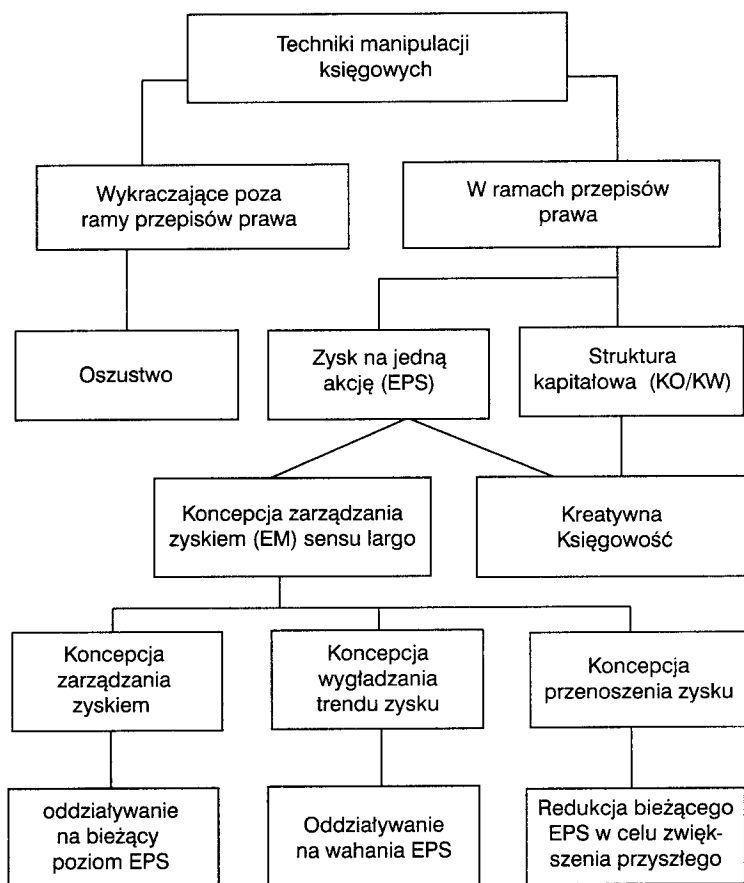 Techniki manipulacji
księgowych
Wykraczające poza
ramy przepisów prawa
W ramach przepisów
prawa
Oszustwo
Zysk na jedną
akcję (EPS)
Struktura
kapitałowa (KO/KW)
Koncepcja zarządzania
zyskiem (EM) sensu largo
Kreatywna
Księgowość
Koncepcja
zarządzania
zyskiem
Koncepcja
wygładzania
trendu zysku
Koncepcja
przenoszenia zysku
oddziaływanie
na bieżący
poziom EPS
Oddziaływanie
na wahania EPS
Redukcja bieżącego
EPS w celu zwięk-
szenia przyszłego